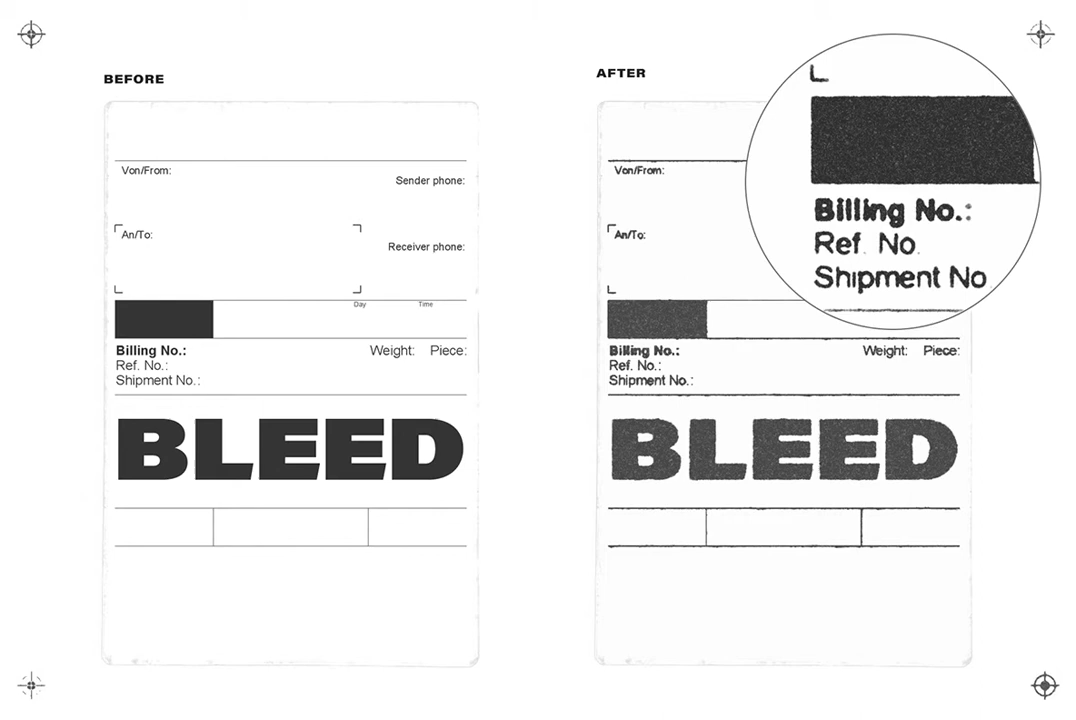 BEFORE
Von/From:
Sender phone:
An/To:
Receiver phone:
Day Time
Billing No.: Weight: Piece:
Ref. No.:
Shipment No.:
BLEED
AFTER
Von/From:
An/To:
Billing No.: Weight: Piece:
Ref. No.:
Shipment No.:
BLEED
Billing No.:
Ref. No.
Shipment No.